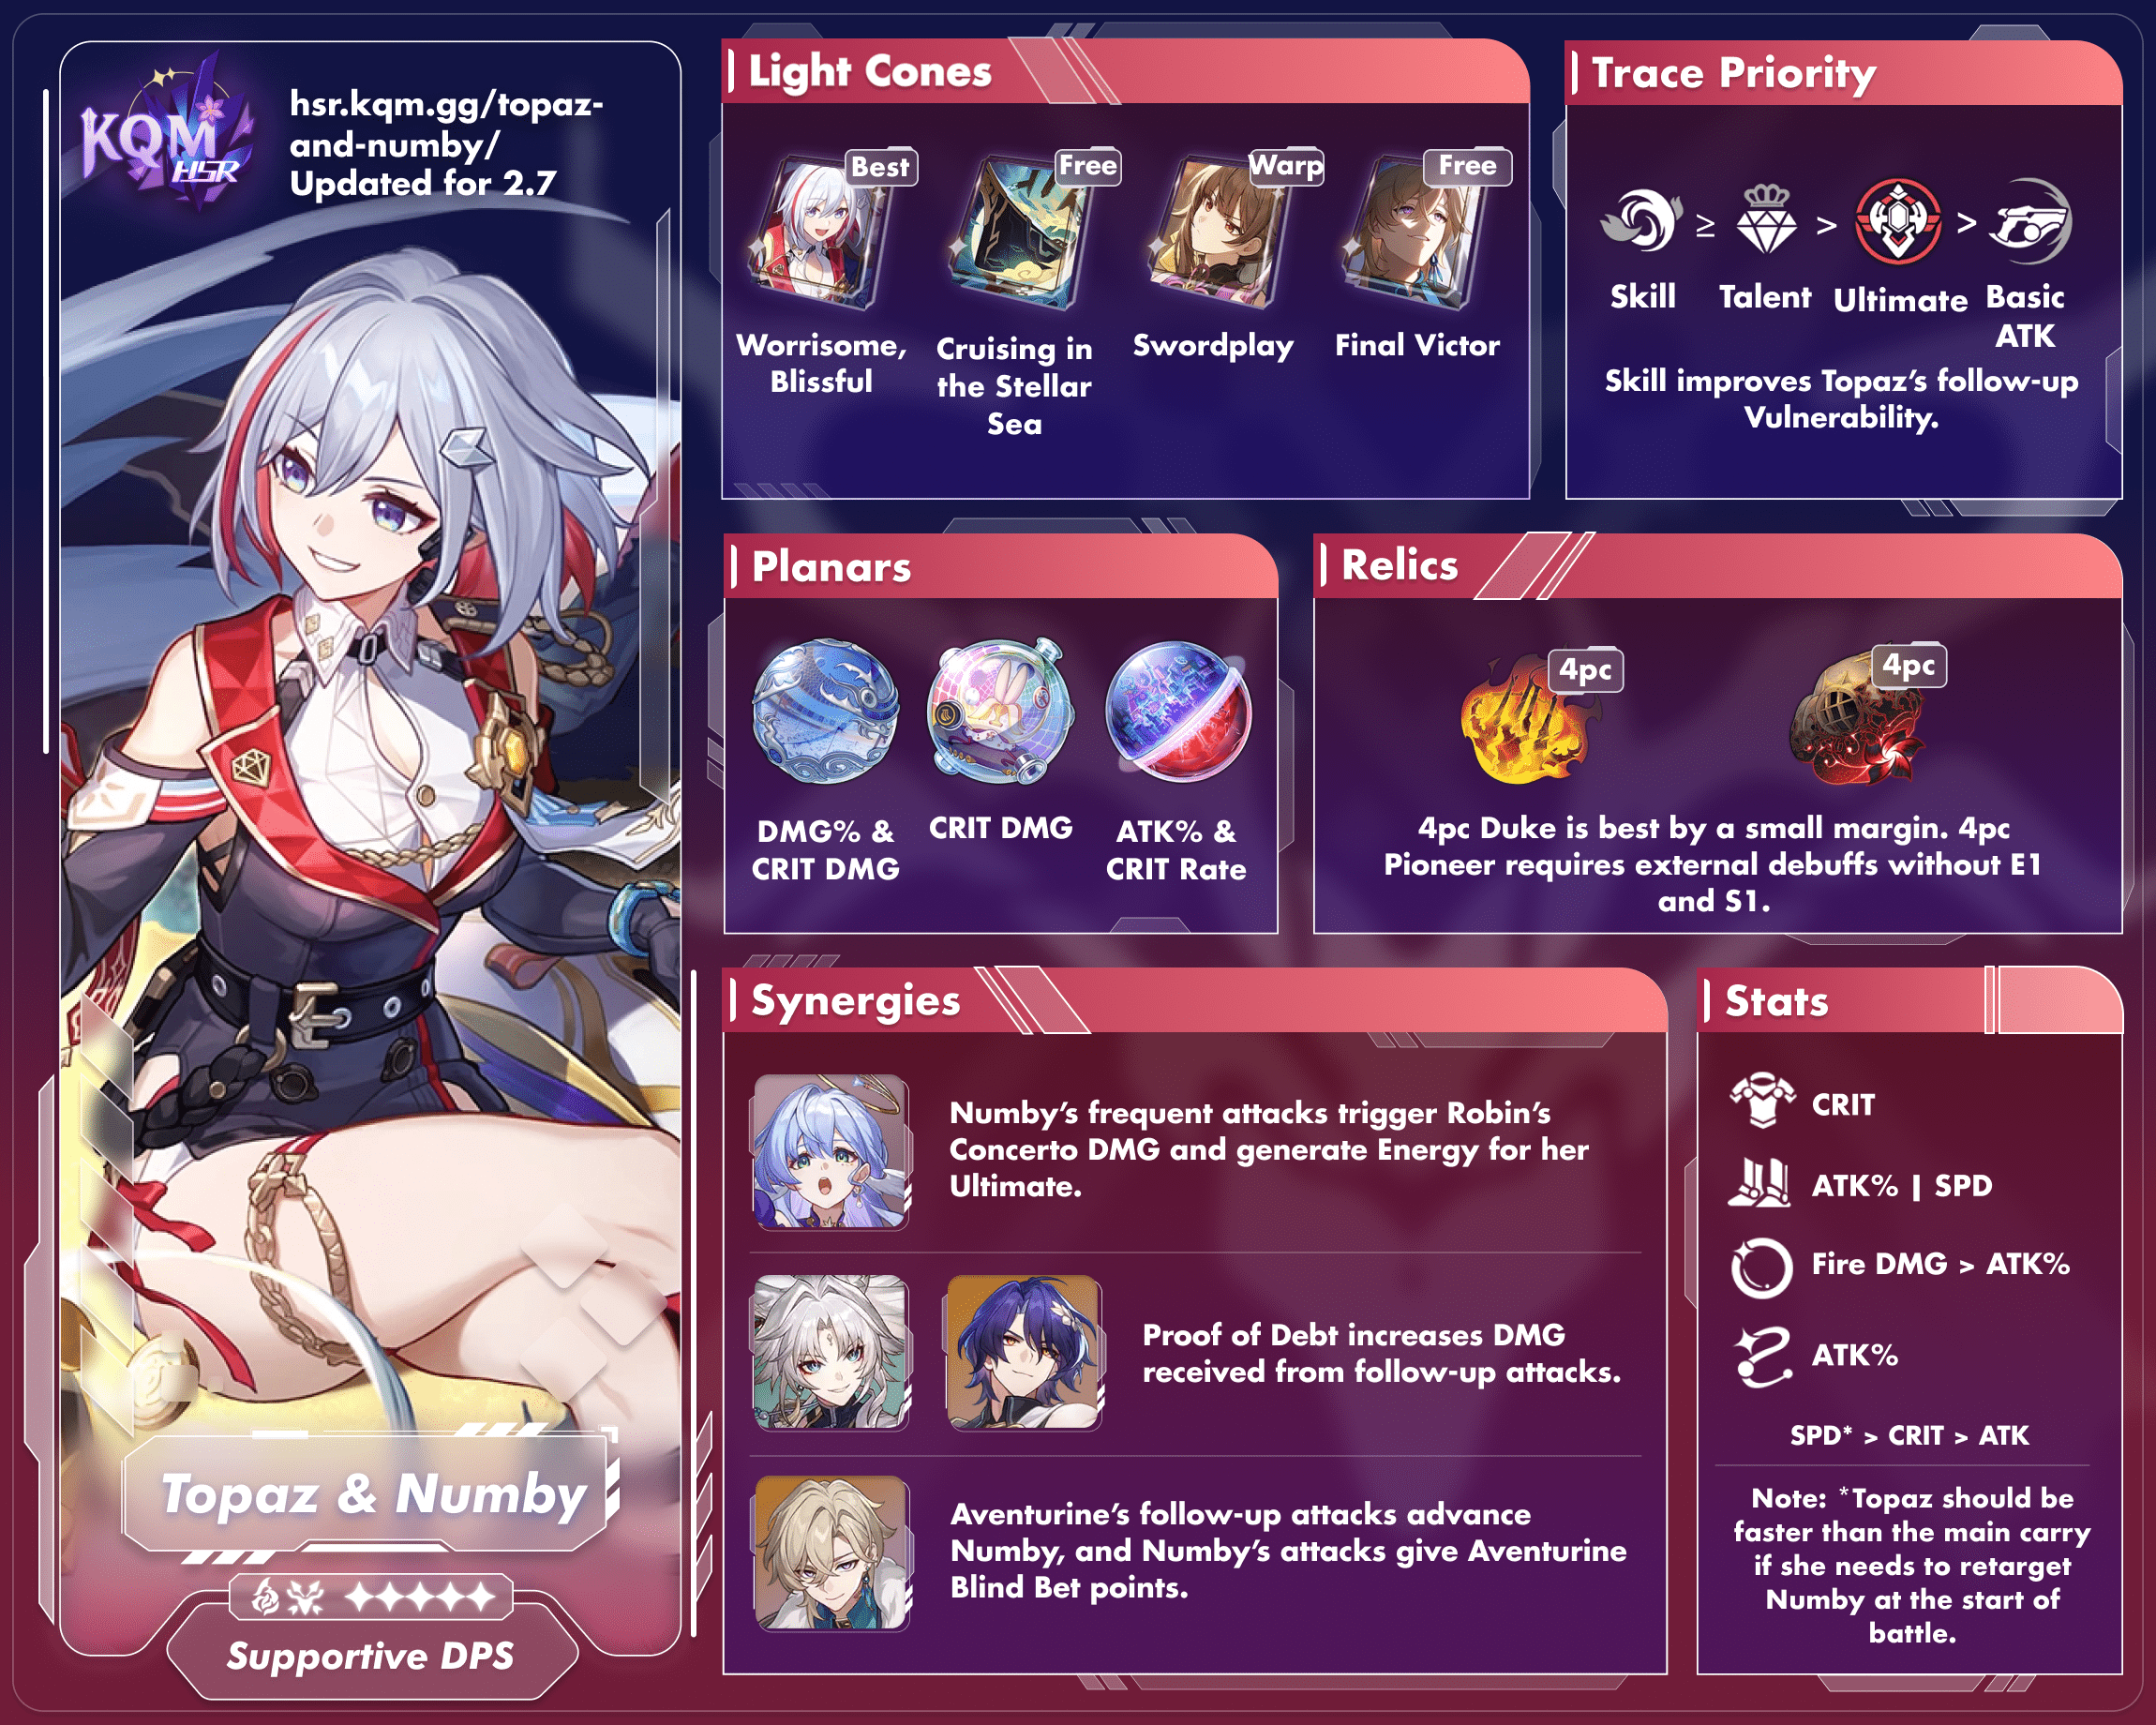 KQM
HSR
hsr.kqm.gg/topaz-
and-numby/
Updated for 2.7
Topaz & Numby
Supportive DPS
Light Cones
Best
Worrisome,
Blissful
Free
Cruising in
the Stellar
Sea
Warp
Swordplay
Free
Final Victor
Trace Priority
≥ > >
Skill
Talent
Ultimate
Basic
ATK
Skill improves Topaz's follow-up
Vulnerability.
Planars
DMG% &
CRIT DMG
CRIT DMG
ATK% &
CRIT Rate
Relics
4pc
4pc
4pc Duke is best by a small margin. 4pc
Pioneer requires external debuffs without E1
and S1.
Synergies
Numby's frequent attacks trigger Robin's
Concerto DMG and generate Energy for her
Ultimate.
Proof of Debt increases DMG
received from follow-up attacks.
Aventurine's follow-up attacks advance
Numby, and Numby's attacks give Aventurine
Blind Bet points.
Stats
CRIT
ATK% | SPD
Fire DMG > ATK%
ATK%
SPD* > CRIT > ATK
Note: *Topaz should be
faster than the main carry
if she needs to retarget
Numby at the start of
battle.